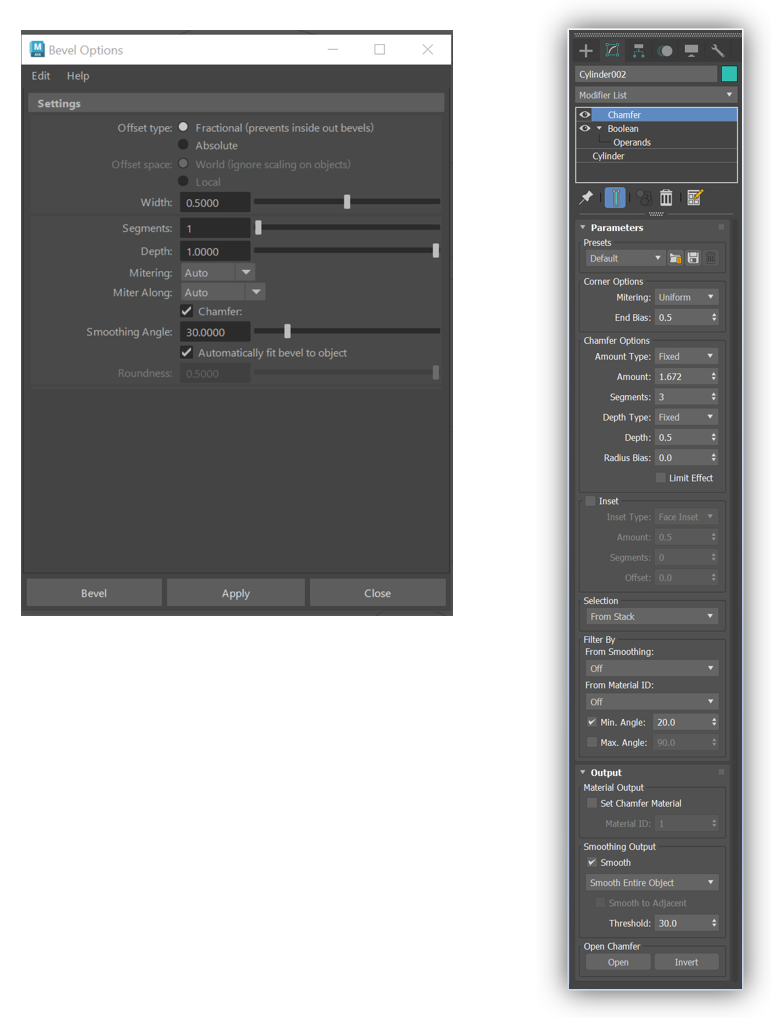 Bevel Options
Edit Help
Settings
Offset type: Fractional (prevents inside out bevels)
Absolute
Offset space: World (ignore scaling on objects)
Local
Width: 0.5000
Segments: 1
Depth: 1.0000
Mitering: Auto
Miter Along: Auto
Chamfer:
Smoothing Angle: 30.0000
Automatically fit bevel to object
Roundness: 0.5000
Bevel Apply Close
Cylinder002
Modifier List
Chamfer
Boolean
Operands
Cylinder
Parameters
Presets
Default
Corner Options
Mitering: Uniform
End Bias: 0.5
Chamfer Options
Amount Type: Fixed
Amount: 1.672
Segments: 3
Depth Type: Fixed
Depth: 0.5
Radius Bias: 0.0
Limit Effect
Inset
Inset Type: Face Inset
Amount: 0.5
Segments: 0
Offset: 0.0
Selection
From Stack
Filter By
From Smoothing:
Off
From Material ID:
Off
Min. Angle: 20.0
Max. Angle: 90.0
Output
Material Output
Set Chamfer Material
Material ID: 1
Smoothing Output
Smooth
Smooth Entire Object
Smooth to Adjacent
Threshold: 30.0
Open Chamfer
Open Invert